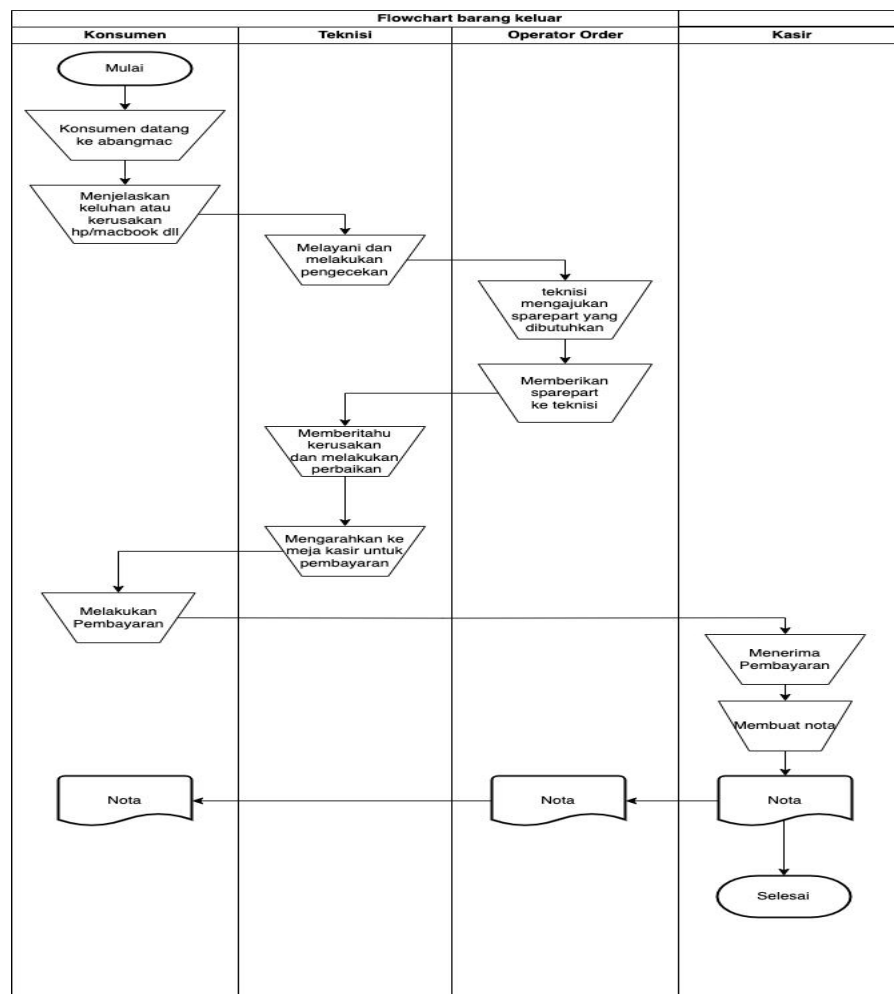 Flowchart barang keluar
Konsumen
Teknisi
Operator Order
Kasir
Mulai
Konsumen datang
ke abangmac
Menjelaskan
keluhan atau
kerusakan
hp/macbook dll
Melayani dan
melakukan
pengecekan
teknisi
mengajukan
sparepart yang
dibutuhkan
Memberikan
sparepart
ke teknisi
Memberitahu
kerusakan
dan melakukan
perbaikan
Mengarahkan ke
meja kasir untuk
pembayaran
Melakukan
Pembayaran
Menerima
Pembayaran
Membuat nota
Nota
Nota
Nota
Selesai